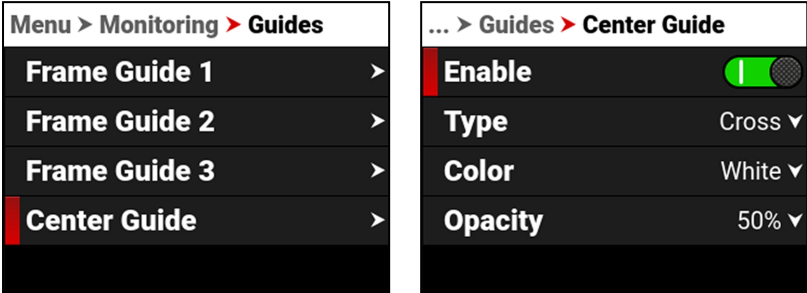 Menu > Monitoring > Guides
Frame Guide 1
Frame Guide 2
Frame Guide 3
Center Guide
... > Guides > Center Guide
Enable
Type Cross
Color White
Opacity 50%